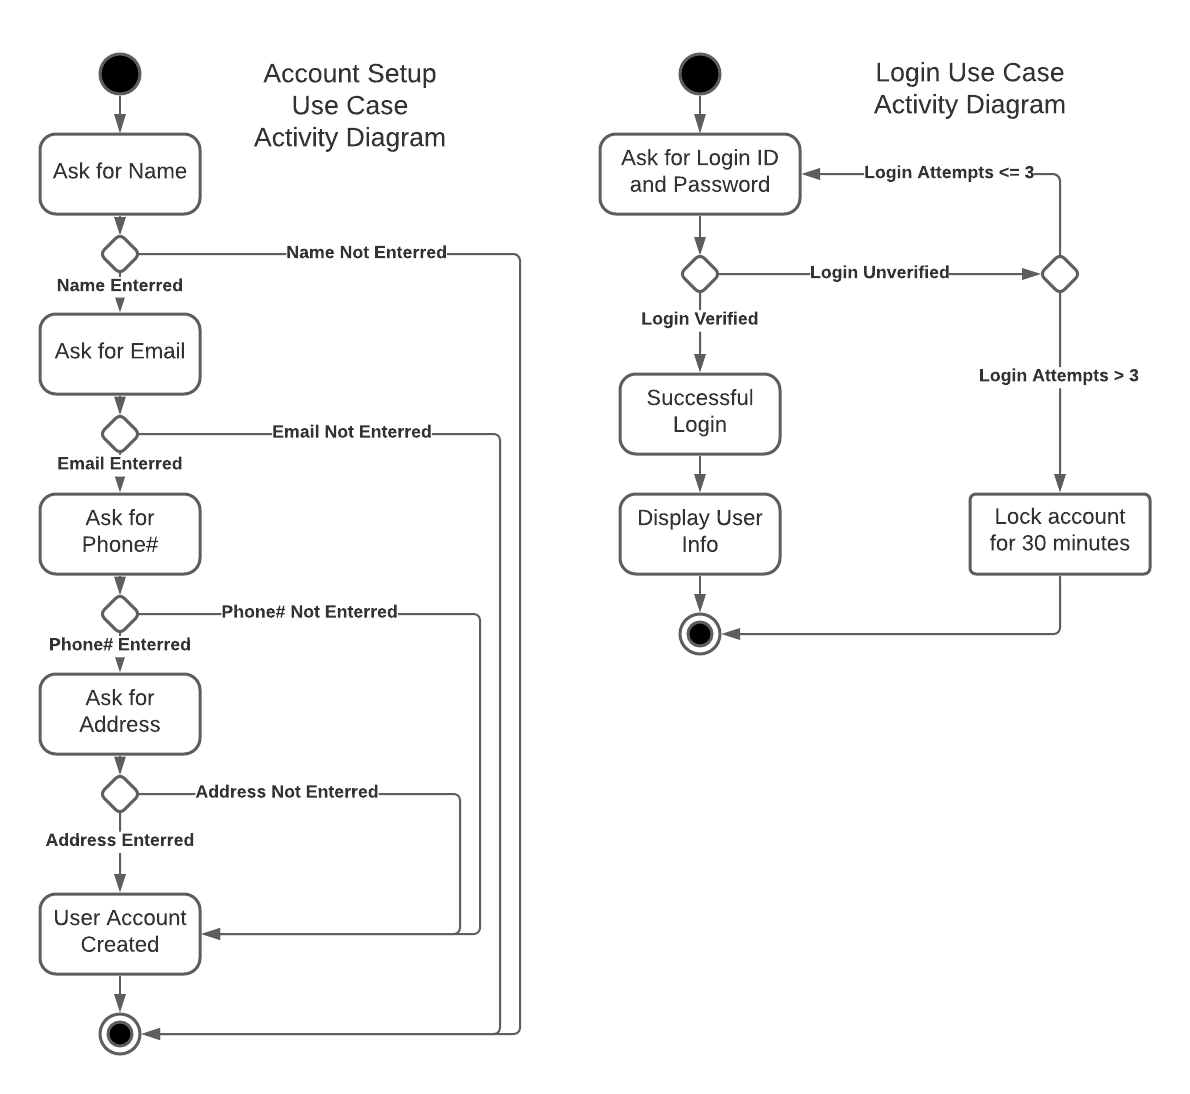 Account Setup
Use Case
Activity Diagram
Ask for Name
Name Not Enterred
Name Enterred
Ask for Email
Email Not Enterred
Email Enterred
Ask for
Phone#
Phone# Not Enterred
Phone# Enterred
Ask for
Address
Address Not Enterred
Address Enterred
User Account
Created
Login Use Case
Activity Diagram
Ask for Login ID
and Password
Login Attempts <= 3
Login Unverified
Login Verified
Login Attempts > 3
Successful
Login
Display User
Info
Lock account
for 30 minutes